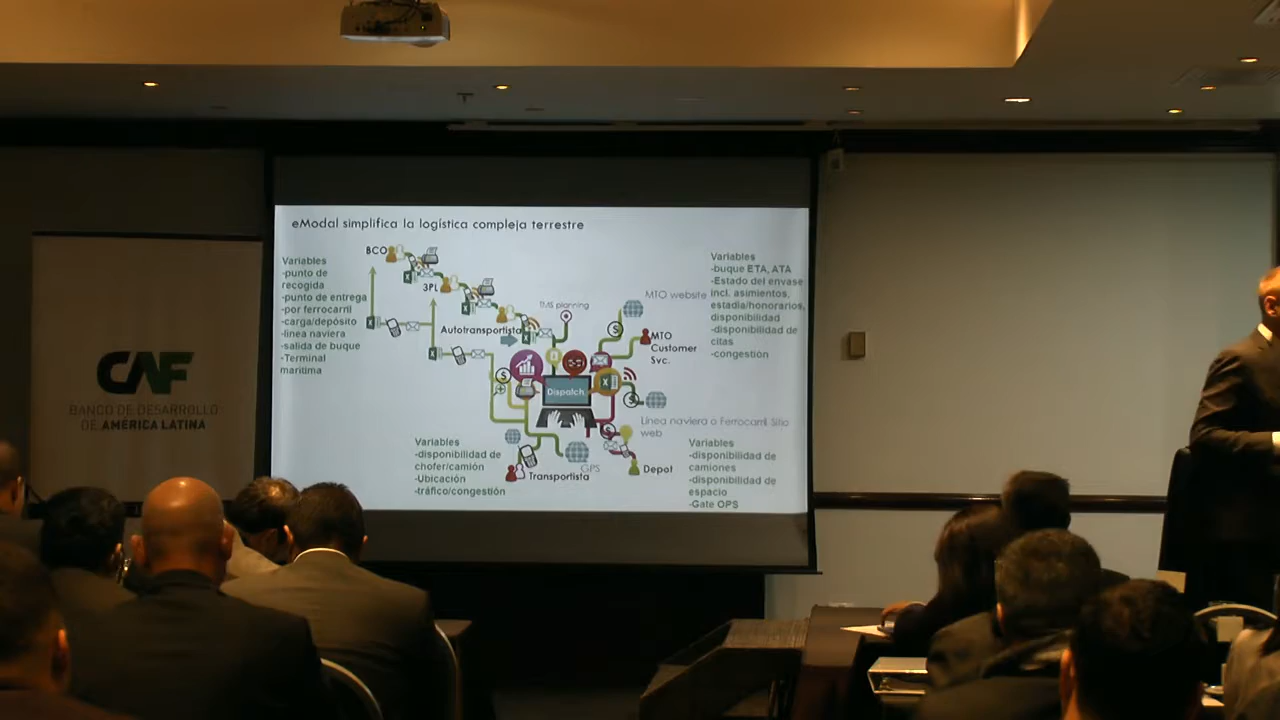 eModal simplifica la logística compleja terrestre
BCO
Variables
-punto de
recogida
-punto de entrega
-por ferrocarril
-carga/depósito
-linea naviera
-salida de buque
-Terminal
maritima
3PL
Autotransportista
TMS planning
MTO website
MTO
Customer
Svc.
Variables
-buque ETA, ATA
-Estado del envase
incl. asimientos,
estadía/honorarios,
disponibilidad
-disponibilidad de
citas
-congestión
Dispatch
Línea naviera o Ferrocarril Sitio
web
Variables
-disponibilidad de
chofer/camión
-Ubicación
-tráfico/congestión
GPS
Transportista
Depot
Variables
-disponibilidad de
camiones
-disponibilidad de
espacio
-Gate OPS
CAF
BANCO DE DESARROLLO
DE AMÉRICA LATINA